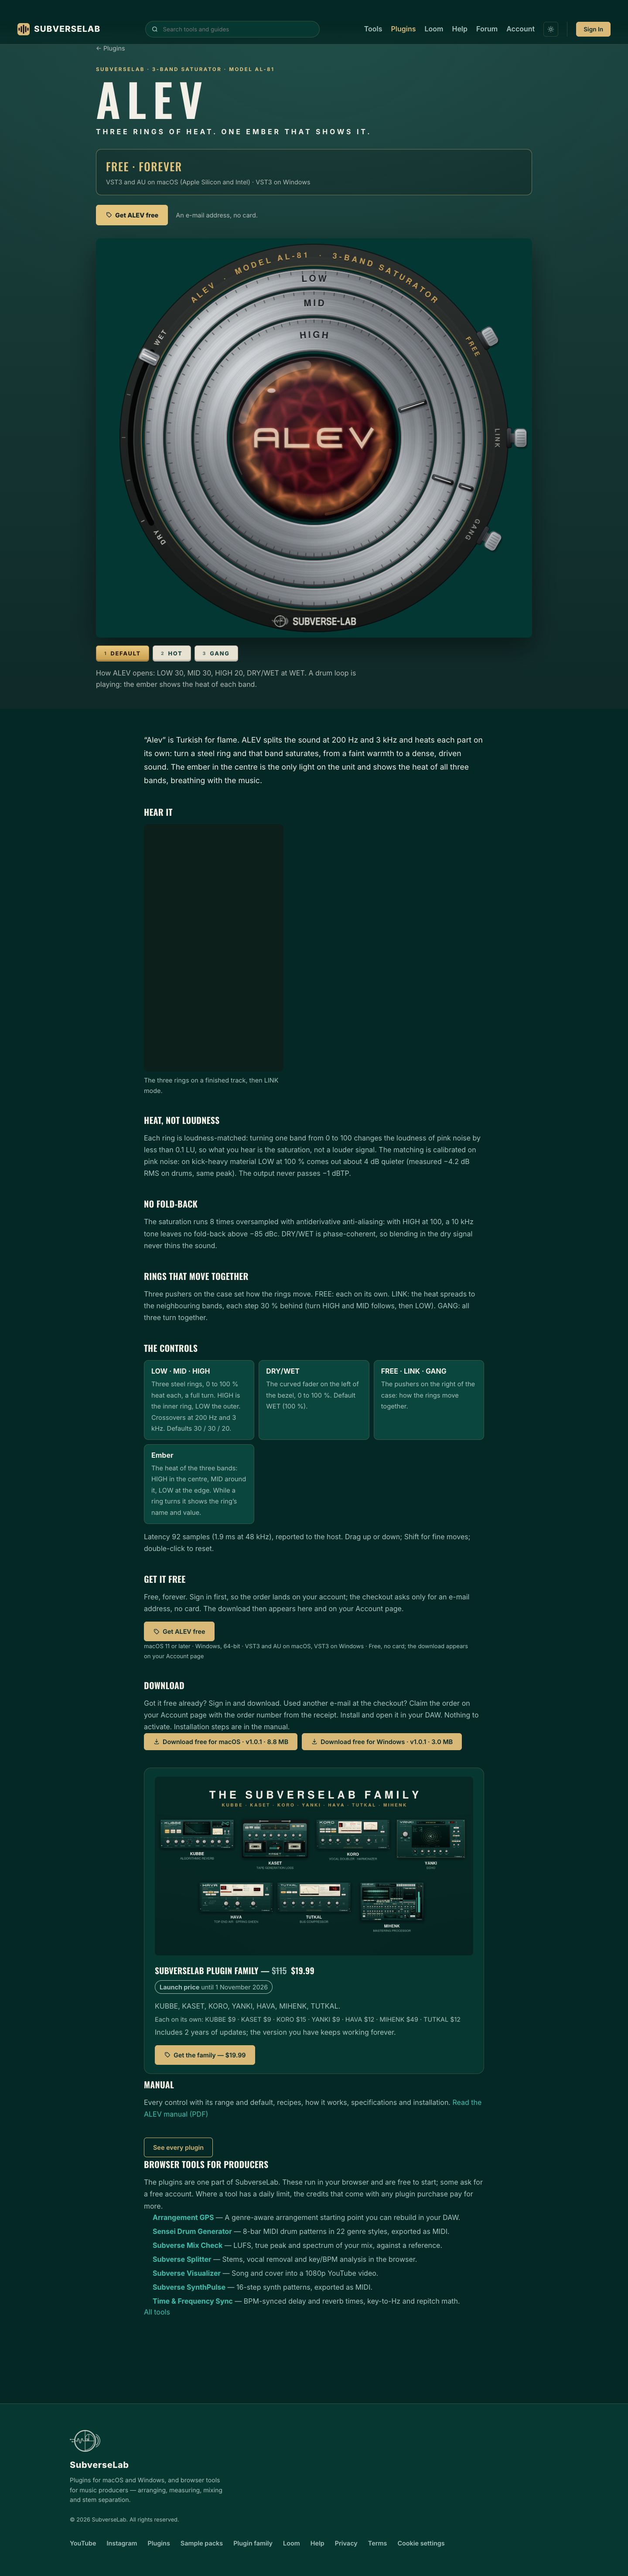 SUBVERSELAB
Search tools and guides
Tools
Plugins
Loom
Help
Forum
Account
Sign In
← Plugins
SUBVERSELAB · 3-BAND SATURATOR · MODEL AL-81
ALEV
THREE RINGS OF HEAT. ONE EMBER THAT SHOWS IT.
FREE · FOREVER
VST3 and AU on macOS (Apple Silicon and Intel) · VST3 on Windows
Get ALEV free
An e-mail address, no card.
ALEV · MODEL AL-81 · 3-BAND SATURATOR
LOW
MID
HIGH
WET
FREE
ALEV
LINK
DRY
GANG
SUBVERSE-LAB
1 DEFAULT
2 HOT
3 GANG
How ALEV opens: LOW 30, MID 30, HIGH 20, DRY/WET at WET. A drum loop is
playing: the ember shows the heat of each band.
“Alev” is Turkish for flame. ALEV splits the sound at 200 Hz and 3 kHz and heats each part on
its own: turn a steel ring and that band saturates, from a faint warmth to a dense, driven
sound. The ember in the centre is the only light on the unit and shows the heat of all three
bands, breathing with the music.
HEAR IT
The three rings on a finished track, then LINK
mode.
HEAT, NOT LOUDNESS
Each ring is loudness-matched: turning one band from 0 to 100 changes the loudness of pink noise by
less than 0.1 LU, so what you hear is the saturation, not a louder signal. The matching is calibrated on
pink noise: on kick-heavy material LOW at 100 % comes out about 4 dB quieter (measured −4.2 dB
RMS on drums, same peak). The output never passes −1 dBTP.
NO FOLD-BACK
The saturation runs 8 times oversampled with antiderivative anti-aliasing: with HIGH at 100, a 10 kHz
tone leaves no fold-back above −85 dBc. DRY/WET is phase-coherent, so blending in the dry signal
never thins the sound.
RINGS THAT MOVE TOGETHER
Three pushers on the case set how the rings move. FREE: each on its own. LINK: the heat spreads to
the neighbouring bands, each step 30 % behind (turn HIGH and MID follows, then LOW). GANG: all
three turn together.
THE CONTROLS
LOW · MID · HIGH
Three steel rings, 0 to 100 %
heat each, a full turn. HIGH is
the inner ring, LOW the outer.
Crossovers at 200 Hz and 3
kHz. Defaults 30 / 30 / 20.
DRY/WET
The curved fader on the left of
the bezel, 0 to 100 %. Default
WET (100 %).
FREE · LINK · GANG
The pushers on the right of the
case: how the rings move
together.
Ember
The heat of the three bands:
HIGH in the centre, MID around
it, LOW at the edge. While a
ring turns it shows the ring’s
name and value.
Latency 92 samples (1.9 ms at 48 kHz), reported to the host. Drag up or down; Shift for fine moves;
double-click to reset.
GET IT FREE
Free, forever. Sign in first, so the order lands on your account; the checkout asks only for an e-mail
address, no card. The download then appears here and on your Account page.
Get ALEV free
macOS 11 or later · Windows, 64-bit · VST3 and AU on macOS, VST3 on Windows · Free, no card; the download appears
on your Account page
DOWNLOAD
Got it free already? Sign in and download. Used another e-mail at the checkout? Claim the order on
your Account page with the order number from the receipt. Install and open it in your DAW. Nothing to
activate. Installation steps are in the manual.
Download free for macOS · v1.0.1 · 8.8 MB
Download free for Windows · v1.0.1 · 3.0 MB
THE SUBVERSELAB FAMILY
KUBBE · KASET · KORO · YANKI · HAVA · TUTKAL · MIHENK
KUBBE
KASET
KORO
YANKI
HAVA
TUTKAL
MIHENK
SUBVERSELAB PLUGIN FAMILY — $115 $19.99
Launch price until 1 November 2026
KUBBE, KASET, KORO, YANKI, HAVA, MIHENK, TUTKAL.
Each on its own: KUBBE $9 · KASET $9 · KORO $15 · YANKI $9 · HAVA $12 · MIHENK $49 · TUTKAL $12
Includes 2 years of updates; the version you have keeps working forever.
Get the family — $19.99
MANUAL
Every control with its range and default, recipes, how it works, specifications and installation. Read the
ALEV manual (PDF)
See every plugin
BROWSER TOOLS FOR PRODUCERS
The plugins are one part of SubverseLab. These run in your browser and are free to start; some ask for
a free account. Where a tool has a daily limit, the credits that come with any plugin purchase pay for
more.
Arrangement GPS — A genre-aware arrangement starting point you can rebuild in your DAW.
Sensei Drum Generator — 8-bar MIDI drum patterns in 22 genre styles, exported as MIDI.
Subverse Mix Check — LUFS, true peak and spectrum of your mix, against a reference.
Subverse Splitter — Stems, vocal removal and key/BPM analysis in the browser.
Subverse Visualizer — Song and cover into a 1080p YouTube video.
Subverse SynthPulse — 16-step synth patterns, exported as MIDI.
Time & Frequency Sync — BPM-synced delay and reverb times, key-to-Hz and repitch math.
All tools
SubverseLab
Plugins for macOS and Windows, and browser tools
for music producers — arranging, measuring, mixing
and stem separation.
© 2026 SubverseLab. All rights reserved.
YouTube
Instagram
Plugins
Sample packs
Plugin family
Loom
Help
Privacy
Terms
Cookie settings